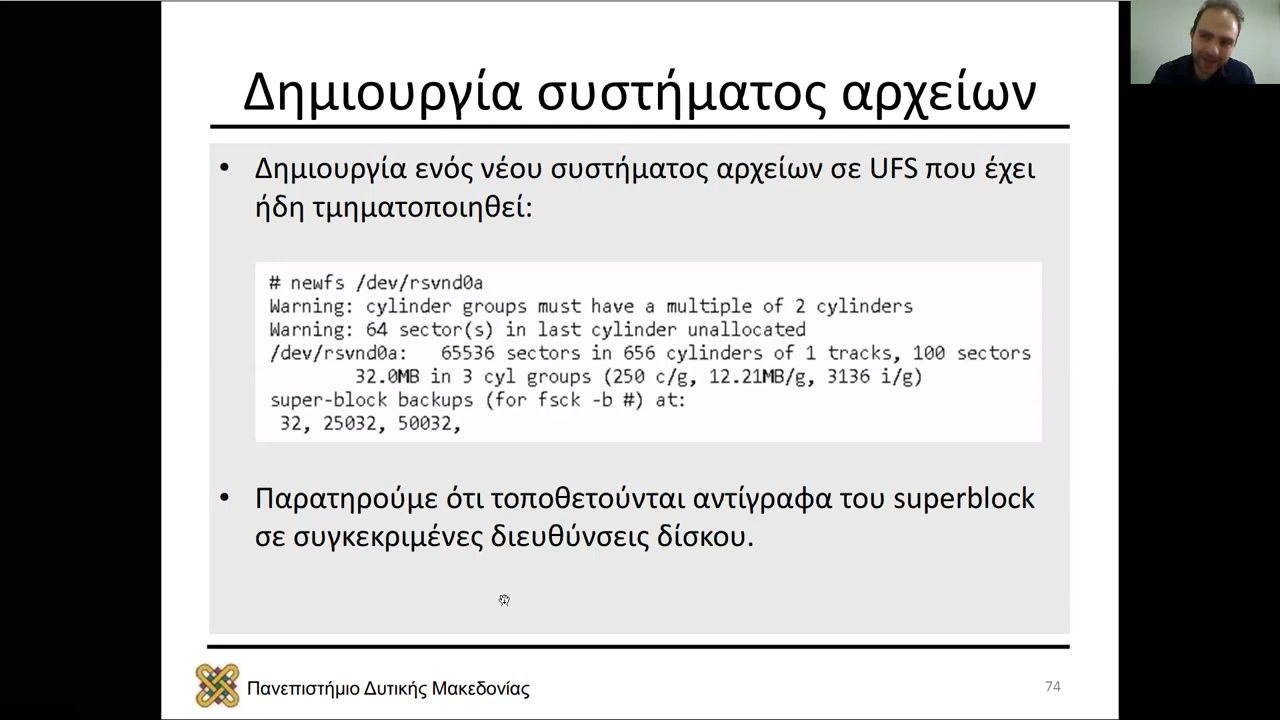 Δημιουργία συστήματος αρχείων
• Δημιουργία ενός νέου συστήματος αρχείων σε UFS που έχει
ήδη τμηματοποιηθεί:
# newfs /dev/rsvnd0a
Warning: cylinder groups must have a multiple of 2 cylinders
Warning: 64 sector(s) in last cylinder unallocated
/dev/rsvnd0a: 65536 sectors in 656 cylinders of 1 tracks, 100 sectors
32.0MB in 3 cyl groups (250 c/g, 12.21MB/g, 3136 i/g)
super-block backups (for fsck -b #) at:
32, 25032, 50032,
• Παρατηρούμε ότι τοποθετούνται αντίγραφα του superblock
σε συγκεκριμένες διευθύνσεις δίσκου.
Πανεπιστήμιο Δυτικής Μακεδονίας
74